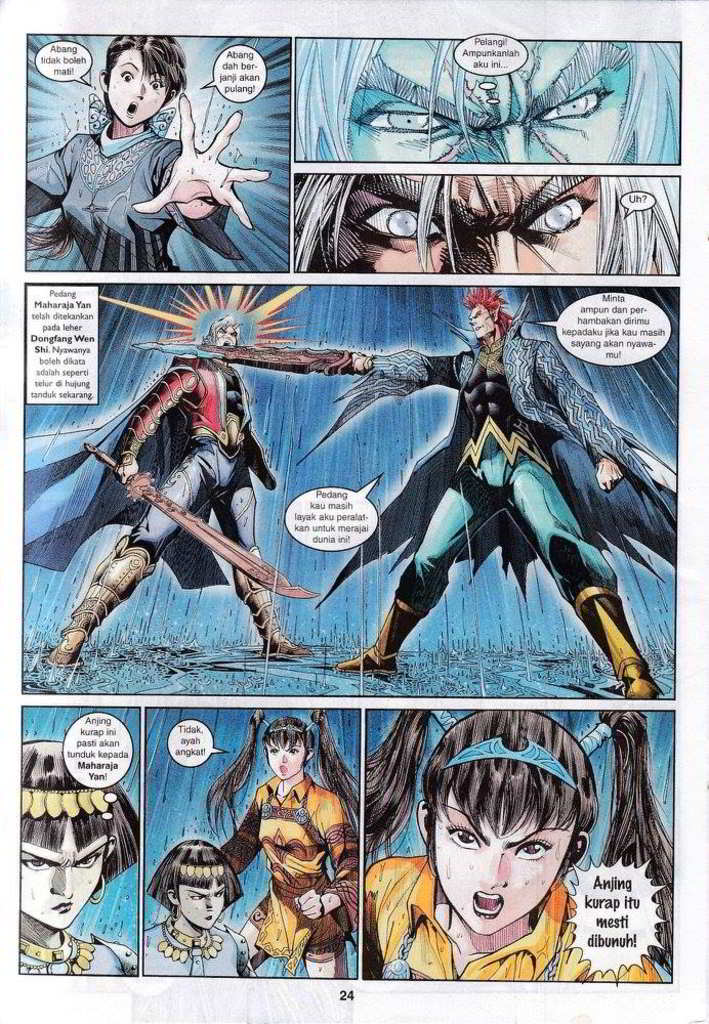 Abang
tidak boleh
mati!
Abang
dah ber-
janji akan
pulang!
Pelangi!
Ampunkanlah
aku ini...
Uh?
Pedang
Maharaja Yan
telah ditekankan
pada leher
Dongfang Wen
Shi. Nyawanya
boleh dikata
adalah seperti
telur di hujung
tanduk sekarang.
Minta
ampun dan per-
hambakan dirimu
kepadaku jika kau masih
sayang akan nyawa-
mu!
Pedang
kau masih
layak aku peralat-
kan untuk merajai
dunia ini!
Anjing
kurap ini
pasti akan
tunduk kepada
Maharaja
Yan!
Tidak,
ayah
angkat!
Anjing
kurap itu
mesti
dibunuh!
24